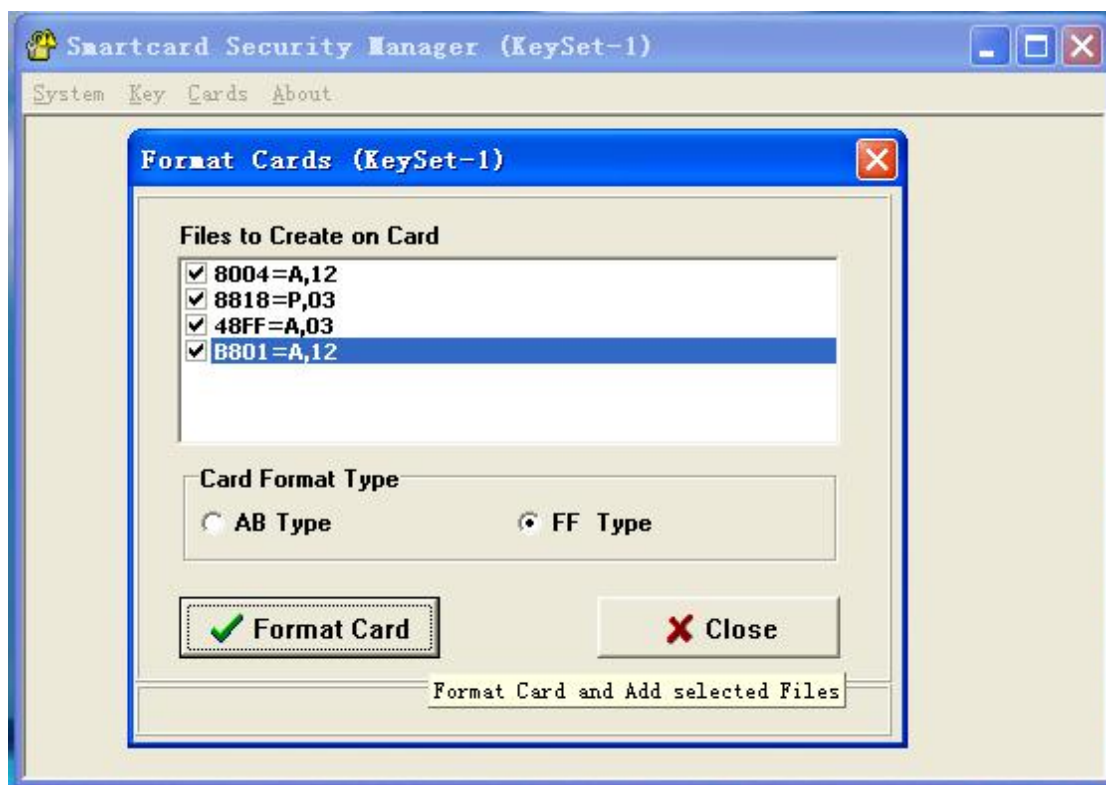 Smartcard Security Manager (KeySet-1)
System Key Cards About
Format Cards (KeySet-1)
Files to Create on Card
8004=A,12
8818=P,03
48FF=A,03
B801=A,12
Card Format Type
AB Type FF Type
Format Card Close
Format Card and Add selected Files